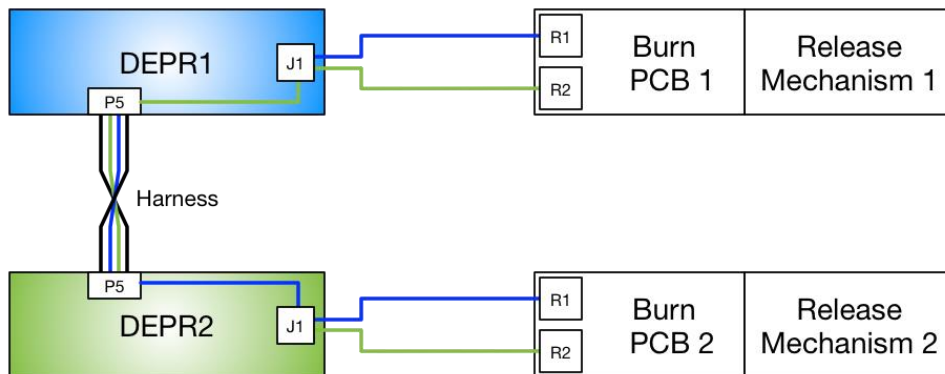 DEPR1
J1
P5
R1
R2
Burn
PCB 1
Release
Mechanism 1
Harness
P5
DEPR2
J1
R1
R2
Burn
PCB 2
Release
Mechanism 2